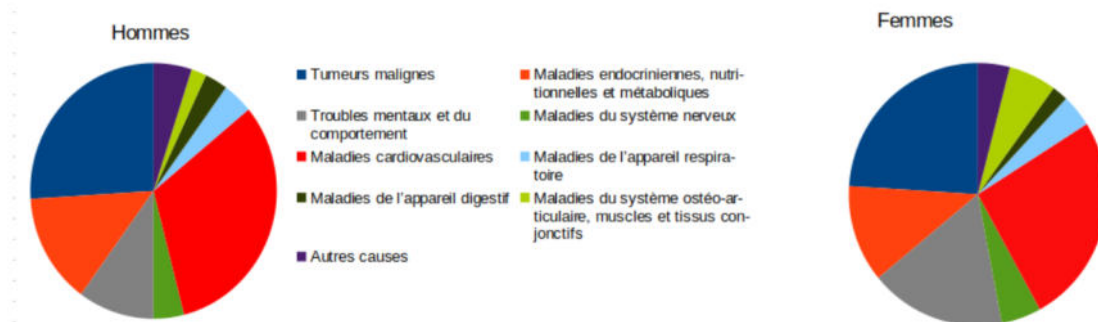 Hommes
Femmes
Tumeurs malignes
Maladies endocriniennes, nutri-
tionnelles et métaboliques
Troubles mentaux et du
comportement
Maladies du système nerveux
Maladies cardiovasculaires
Maladies de l'appareil respira-
toire
Maladies de l'appareil digestif
Maladies du système ostéo-ar-
ticulaire, muscles et tissus con-
jonctifs
Autres causes